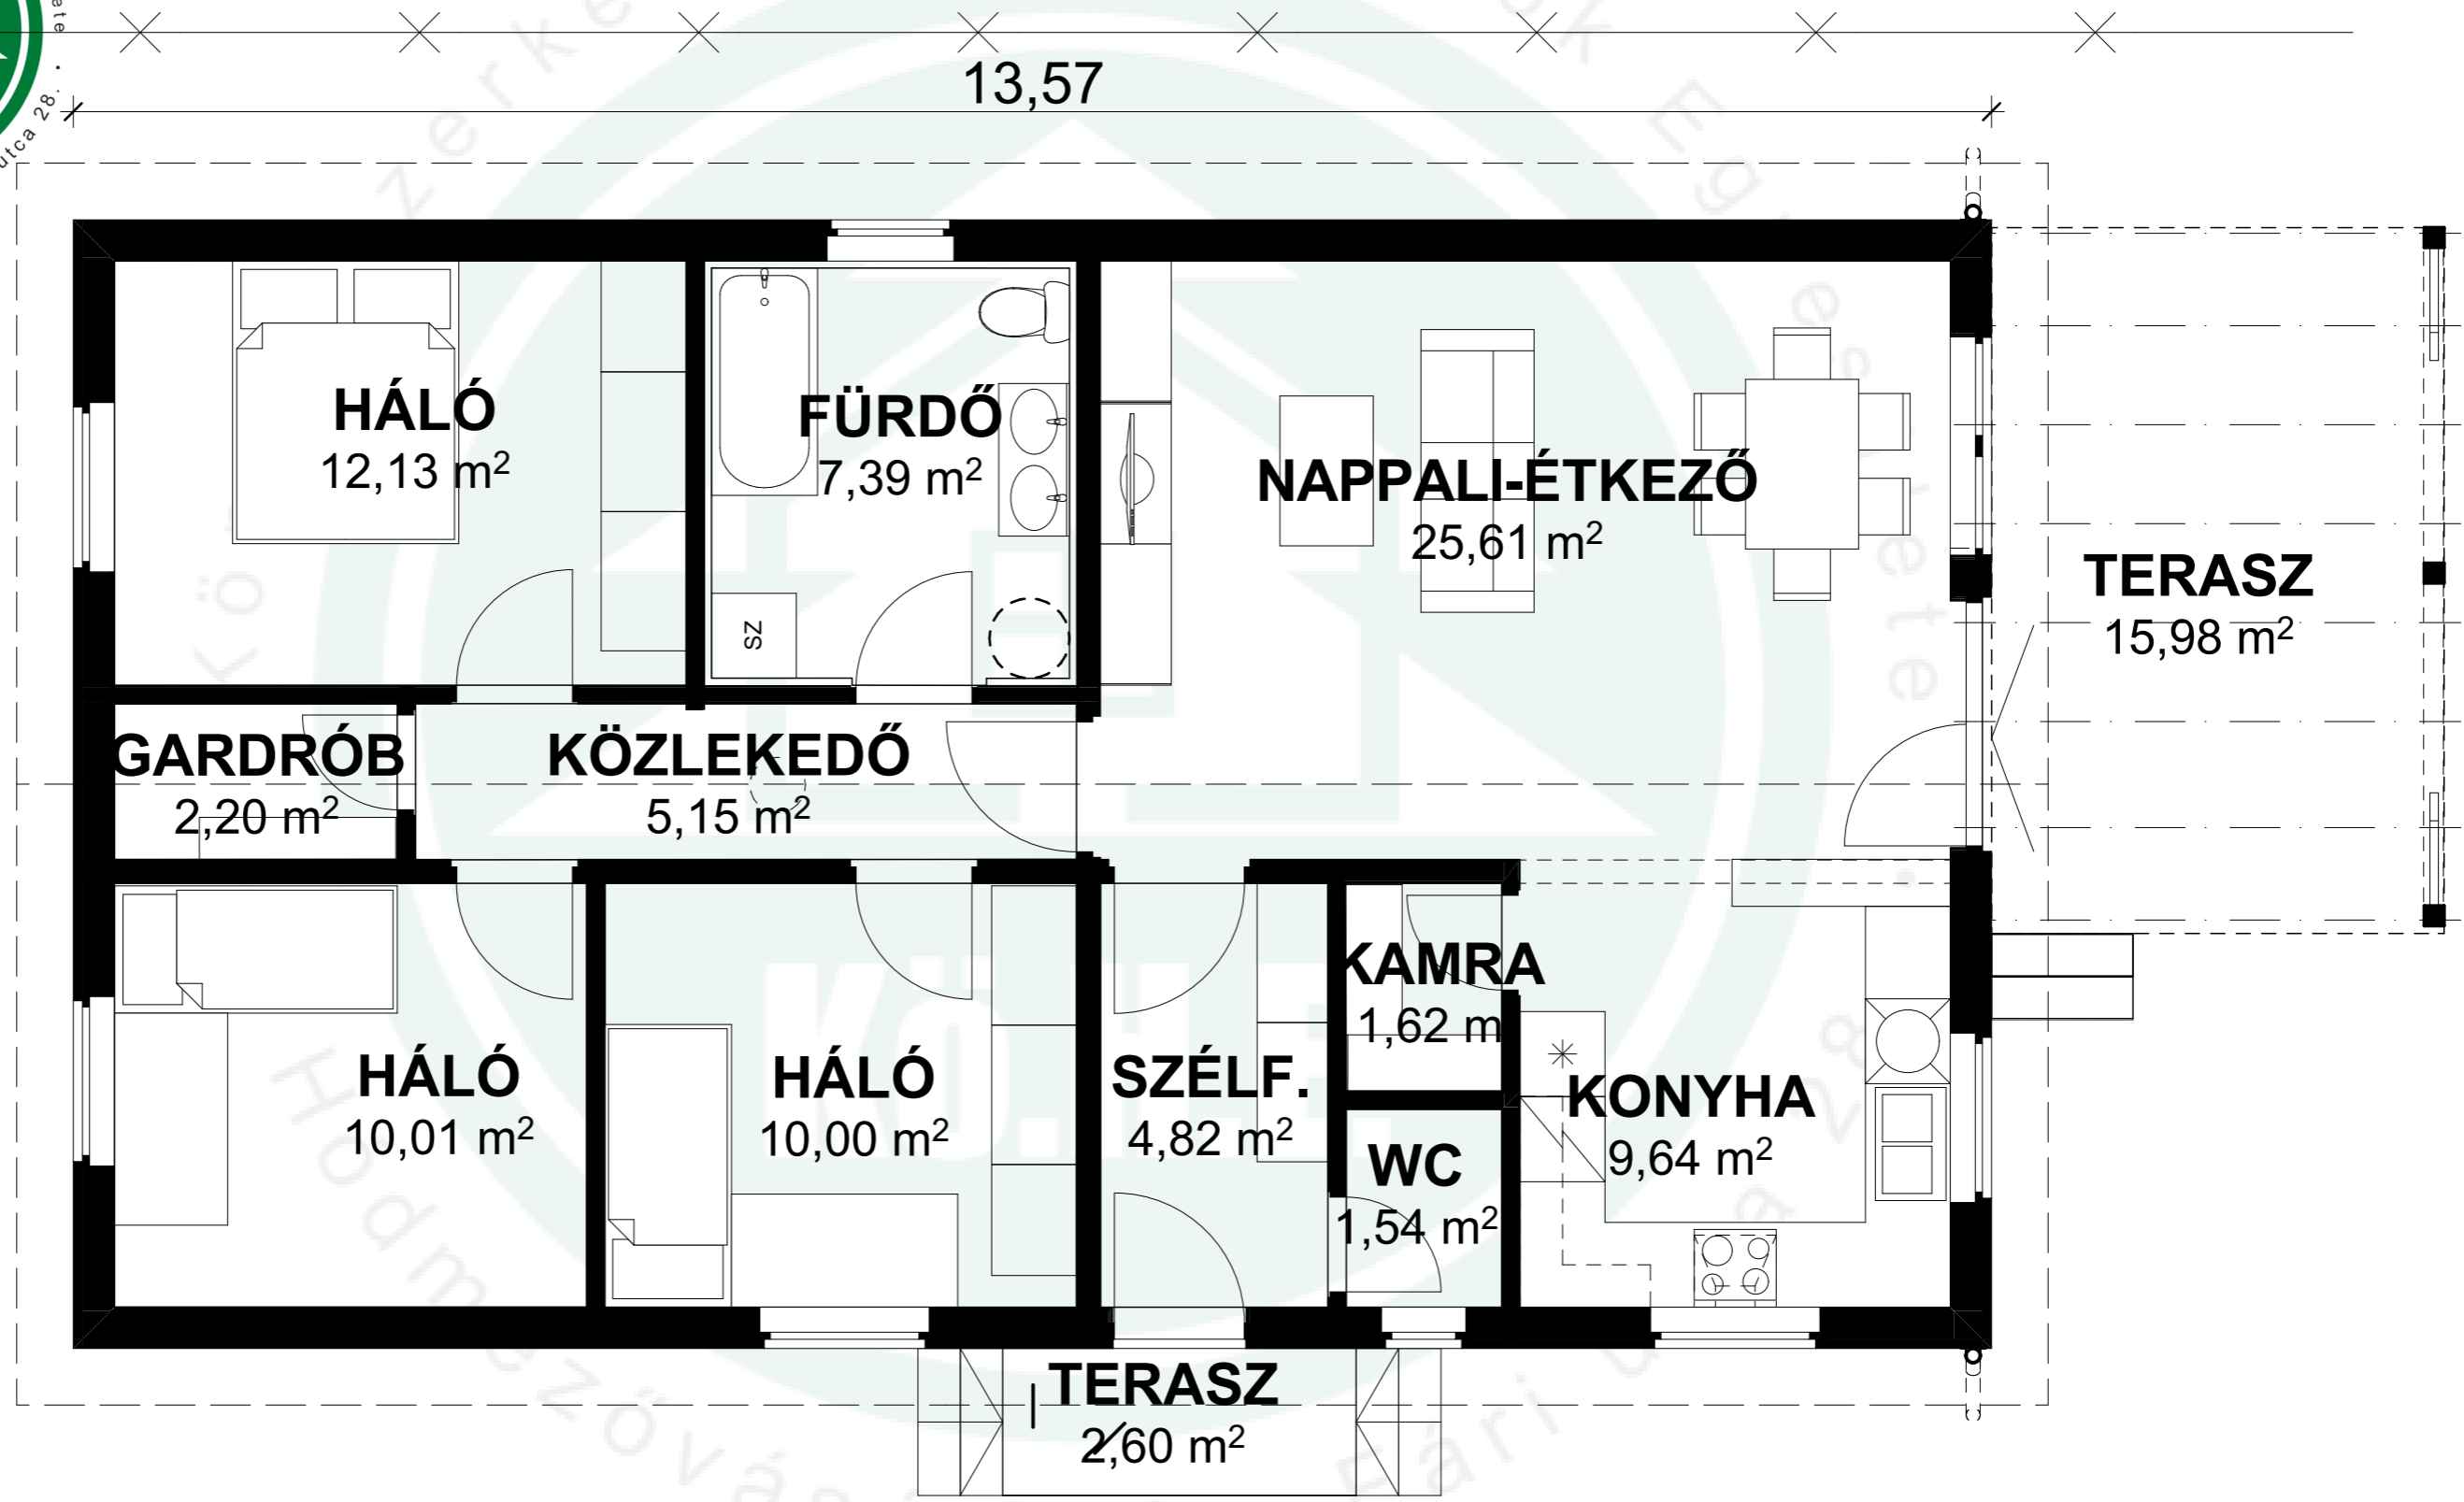 13,57
HÁLÓ
12,13 m²
FÜRDŐ
7,39 m²
NAPPALI-ÉTKEZŐ
25,61 m²
TERASZ
15,98 m²
SZ
GARDRÓB
2,20 m²
KÖZLEKEDŐ
5,15 m²
HÁLÓ
10,01 m²
HÁLÓ
10,00 m²
SZÉLF.
4,82 m²
KAMRA
1,62 m
WC
1,54 m²
KONYHA
9,64 m²
TERASZ
2,60 m²
utca 28.